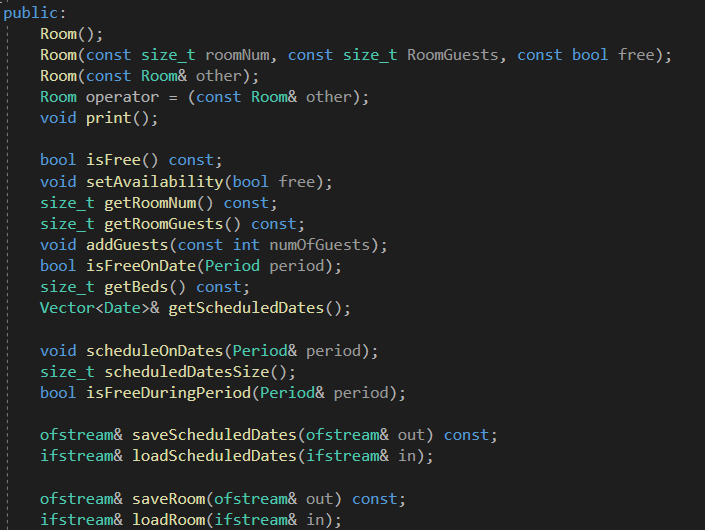 public:
Room();
Room(const size_t roomNum, const size_t RoomGuests, const bool free);
Room(const Room& other);
Room operator = (const Room& other);
void print();
bool isFree() const;
void setAvailability(bool free);
size_t getRoomNum() const;
size_t getRoomGuests() const;
void addGuests(const int numOfGuests);
bool isFreeOnDate(Period period);
size_t getBeds() const;
Vector<Date>& getScheduledDates();
void scheduleOnDates(Period& period);
size_t scheduledDatesSize();
bool isFreeDuringPeriod(Period& period);
ofstream& saveScheduledDates(ofstream& out) const;
ifstream& loadScheduledDates(ifstream& in);
ofstream& saveRoom(ofstream& out) const;
ifstream& loadRoom(ifstream& in);